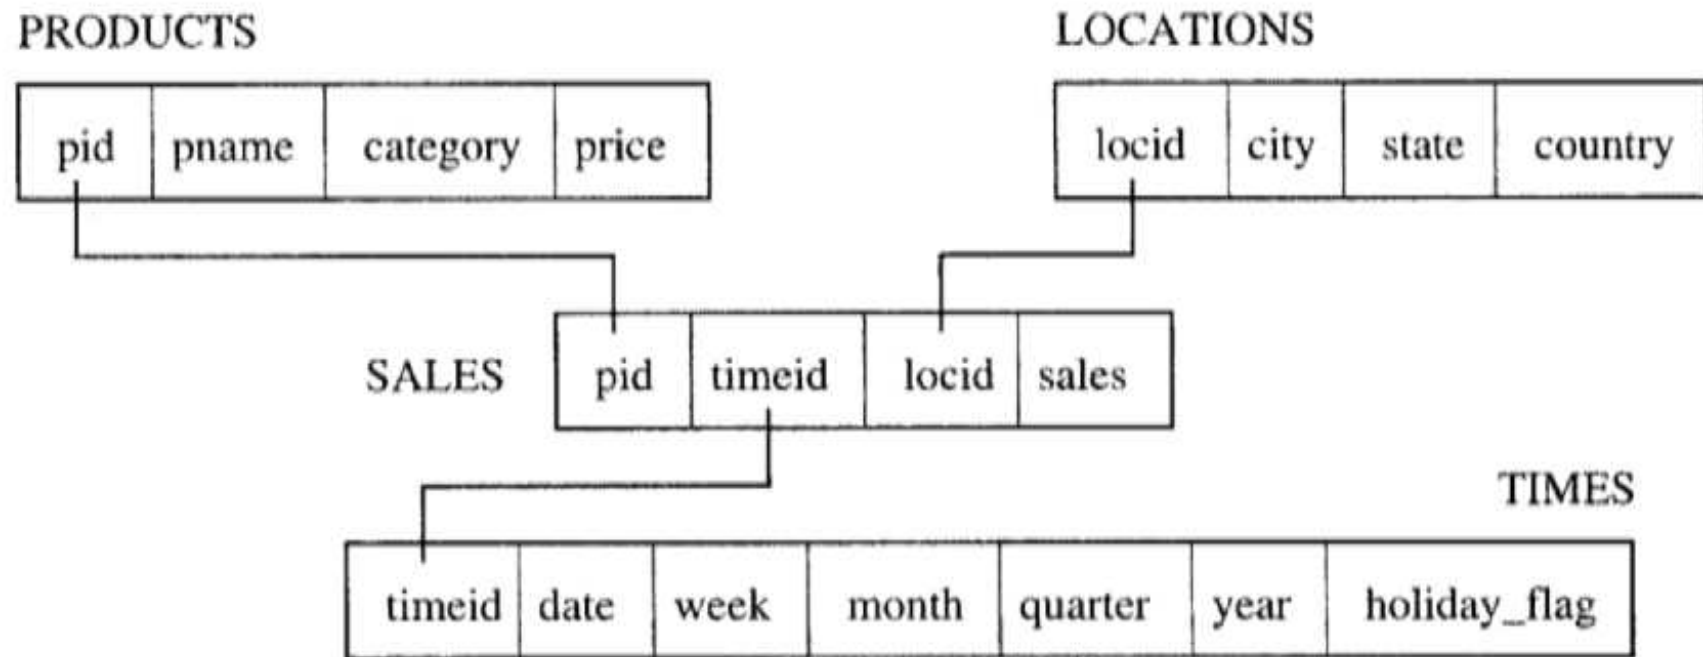 PRODUCTS LOCATIONS
pid pname category price locid city state country
SALES pid timeid locid sales
TIMES
timeid date week month quarter year holiday_flag